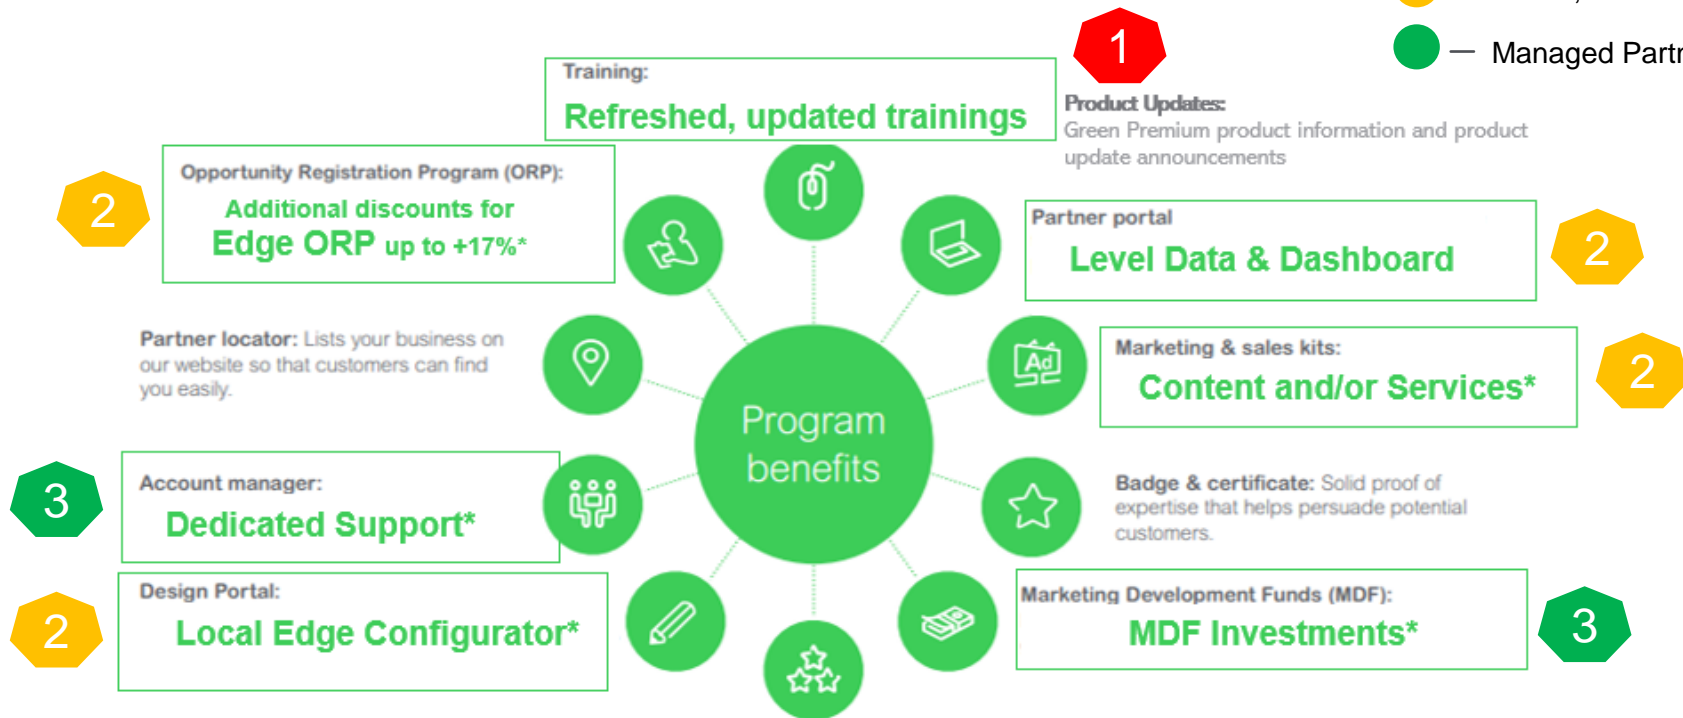 — Managed Partn
1
Training:
Refreshed, updated trainings
Product Updates:
Green Premium product information and product
update announcements
2
Opportunity Registration Program (ORP):
Additional discounts for
Edge ORP up to +17%*
Partner portal
Level Data & Dashboard
2
Partner locator: Lists your business on
our website so that customers can find
you easily.
Ad
Marketing & sales kits:
Content and/or Services*
2
Program
benefits
3
Account manager:
Dedicated Support*
Badge & certificate: Solid proof of
expertise that helps persuade potential
customers.
2
Design Portal:
Local Edge Configurator*
Marketing Development Funds (MDF):
MDF Investments*
3